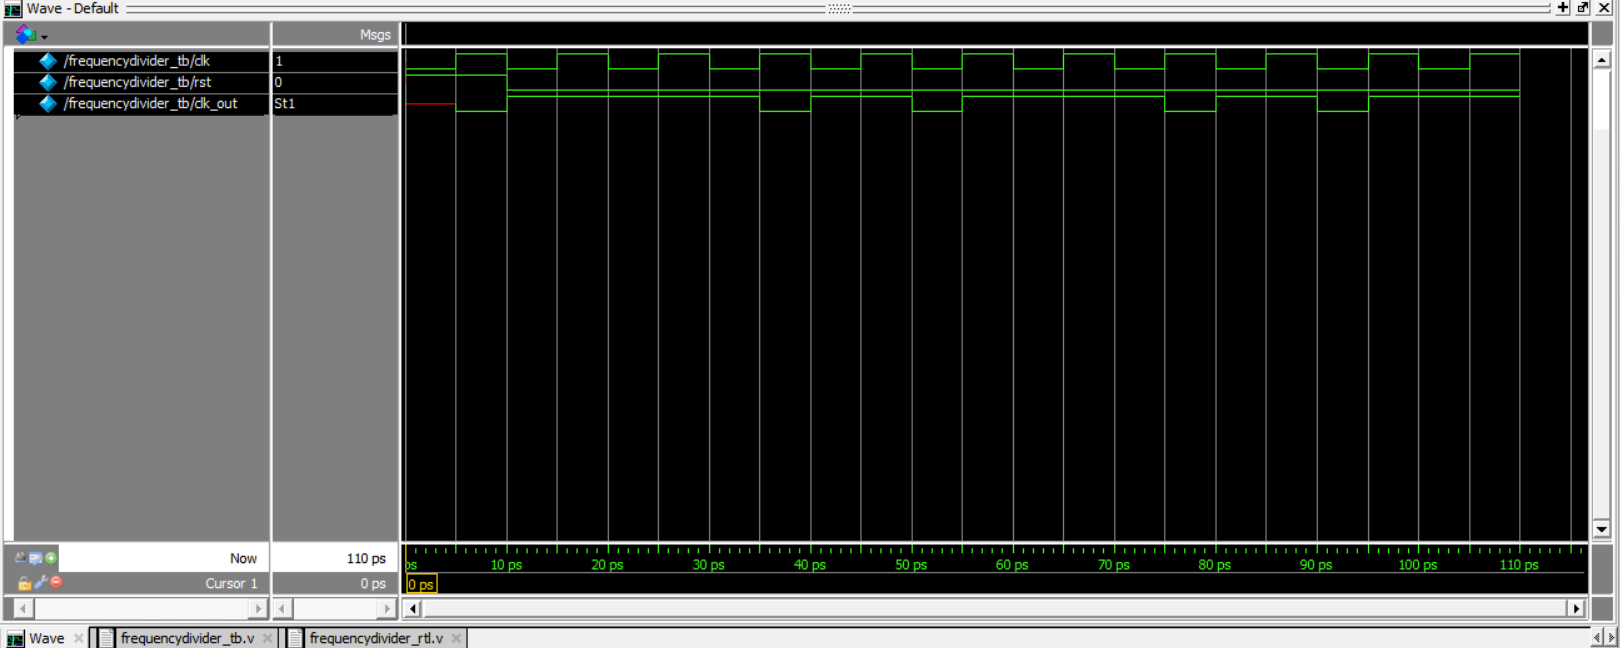 Wave - Default
Msgs
/frequencydivider_tb/clk 1
/frequencydivider_tb/rst 0
/frequencydivider_tb/clk_out St1
Now 110 ps
ps 10 ps 20 ps 30 ps 40 ps 50 ps 60 ps 70 ps 80 ps 90 ps 100 ps 110 ps
Cursor 1 0 ps
0 ps
Wave frequencydivider_tb.v frequencydivider_rtl.v